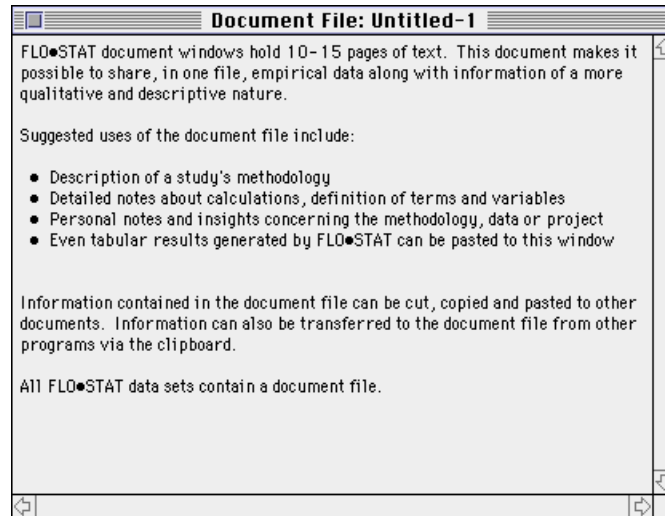 Document File: Untitled-1
FLO●STAT document windows hold 10-15 pages of text. This document makes it
possible to share, in one file, empirical data along with information of a more
qualitative and descriptive nature.
Suggested uses of the document file include:
● Description of a study's methodology
● Detailed notes about calculations, definition of terms and variables
● Personal notes and insights concerning the methodology, data or project
● Even tabular results generated by FLO●STAT can be pasted to this window
Information contained in the document file can be cut, copied and pasted to other
documents. Information can also be transferred to the document file from other
programs via the clipboard.
All FLO●STAT data sets contain a document file.